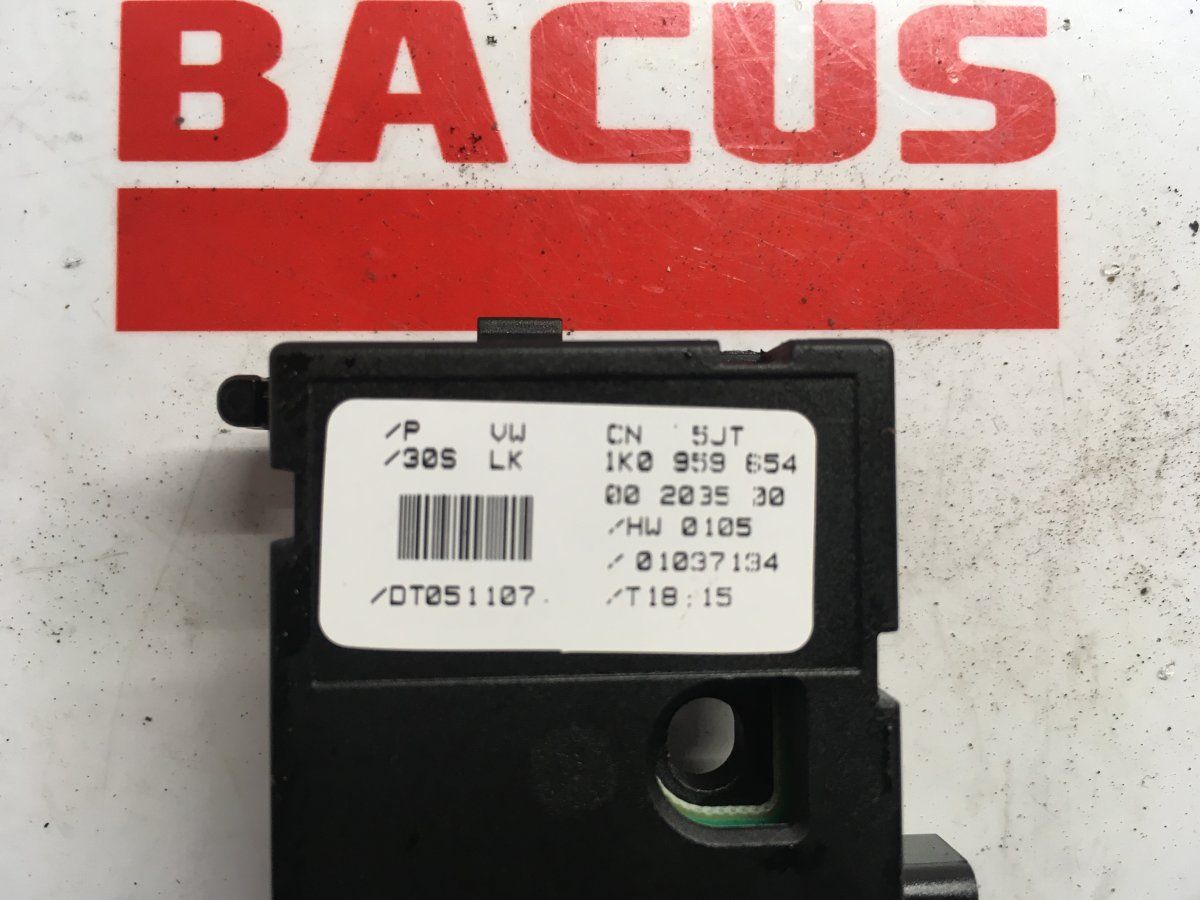 BACUS
/P VW CN 5JT
/30S LK 1K0 959 654
00 2035 00
/HW 0105
/01037134
/DT051107 /T18:15